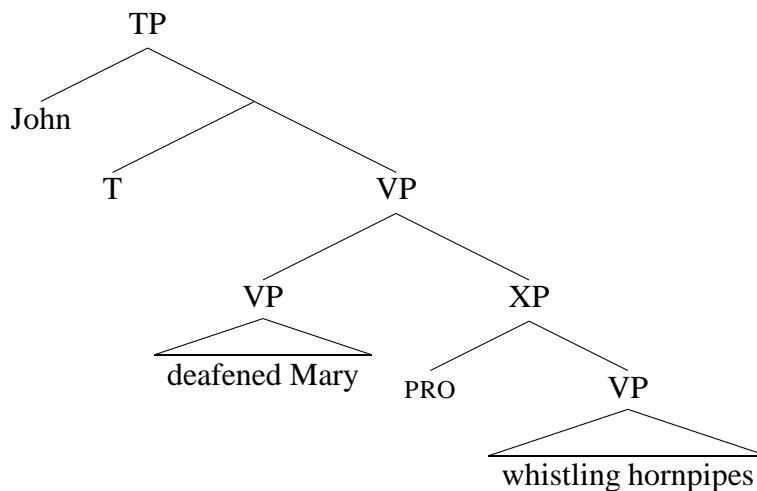 TP
John
T VP
VP XP
deafened Mary PRO VP
whistling hornpipes